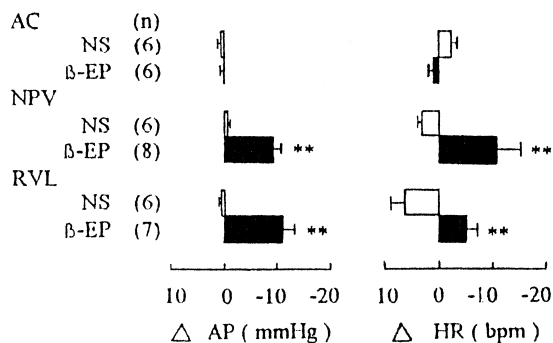 AC (n)
NS (6)
ß-EP (6)
NPV
NS (6)
ß-EP (8) ** **
RVL
NS (6)
ß-EP (7) ** **
10 0 -10 -20 10 0 -10 -20
△ AP ( mmHg ) △ HR ( bpm )